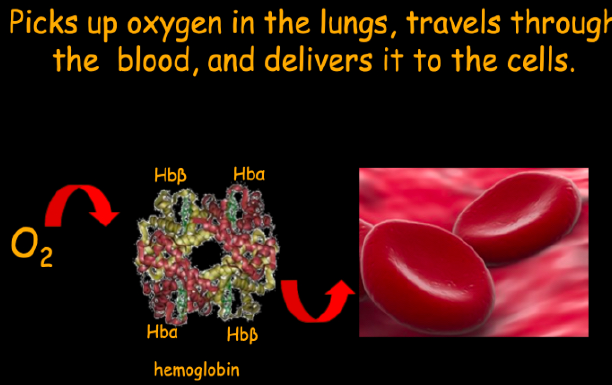 Picks up oxygen in the lungs, travels through
the blood, and delivers it to the cells.
Hbβ Hbα
O₂
Hbα Hbβ
hemoglobin